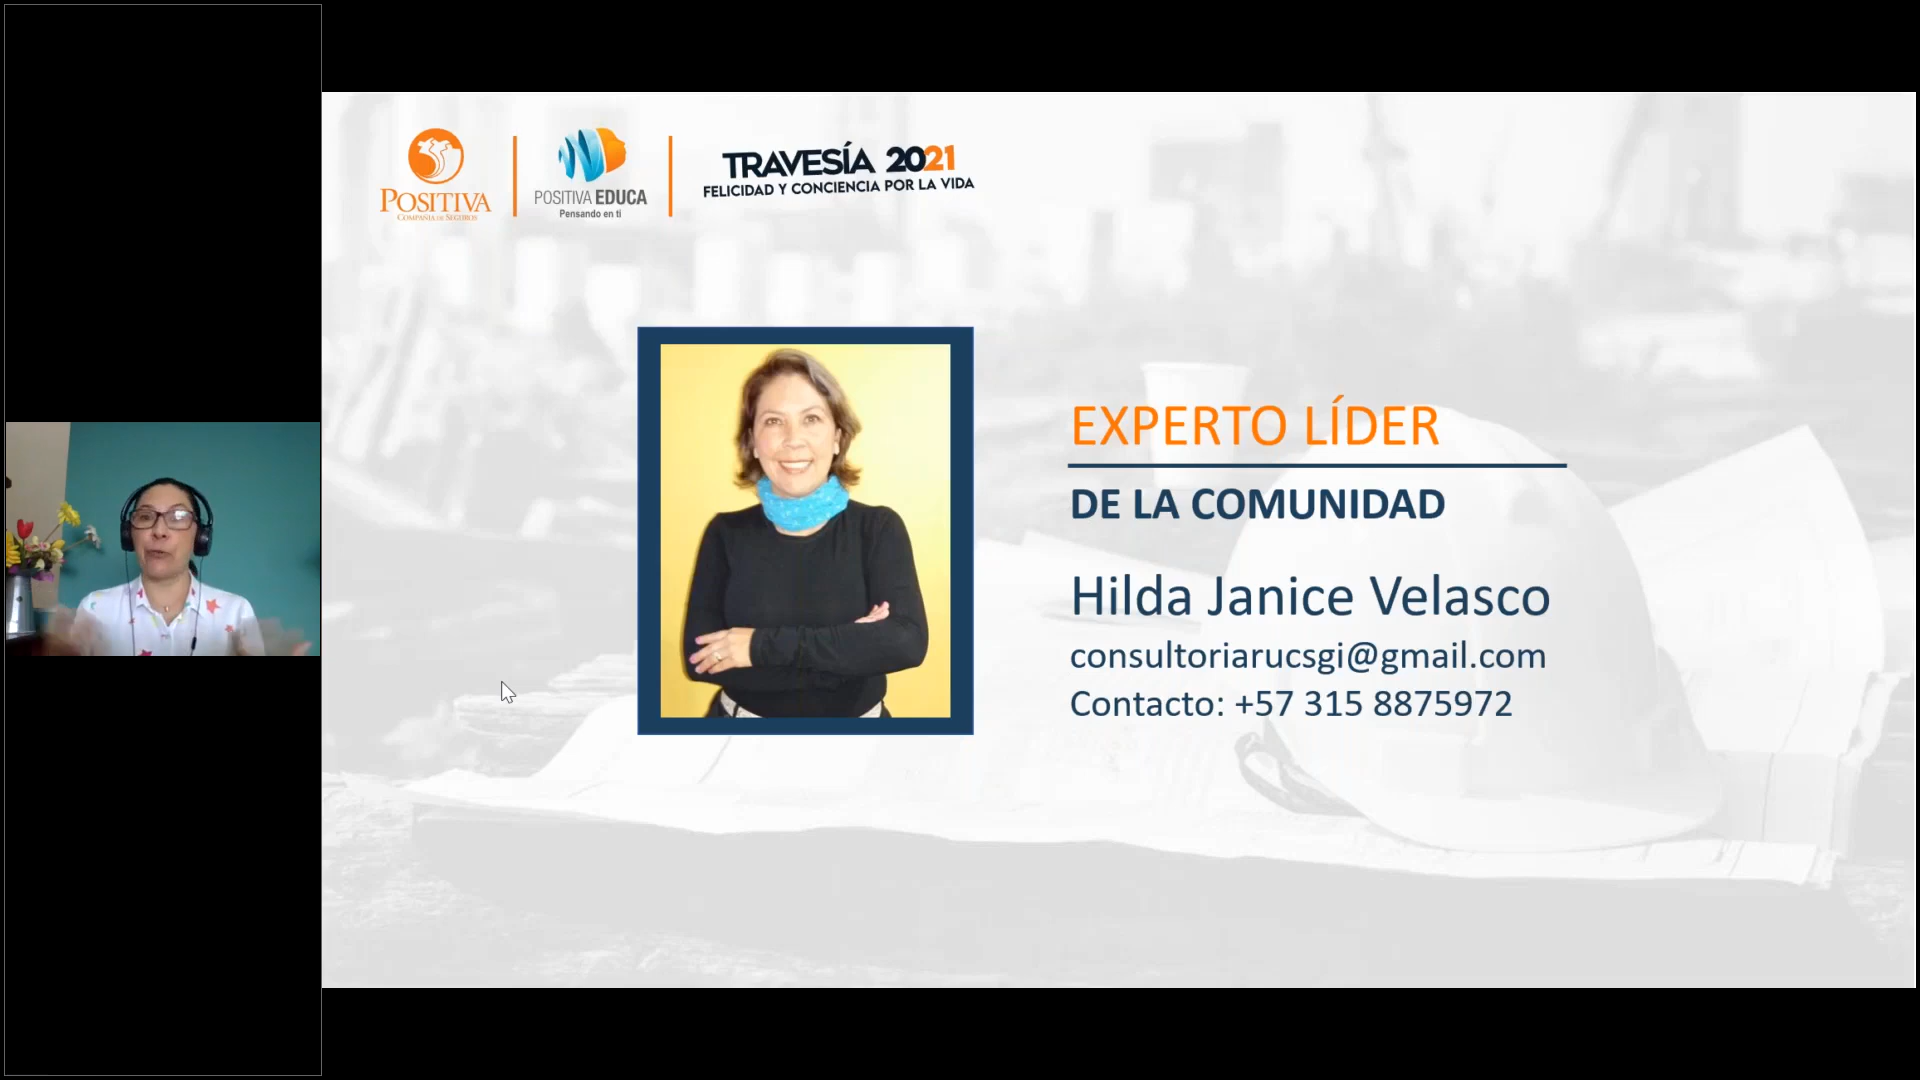 POSITIVA
COMPAÑÍA DE SEGUROS
POSITIVA EDUCA
Pensando en ti
TRAVESÍA 2021
FELICIDAD Y CONCIENCIA POR LA VIDA
EXPERTO LÍDER
DE LA COMUNIDAD
Hilda Janice Velasco
consultoriarucsgi@gmail.com
Contacto: +57 315 8875972